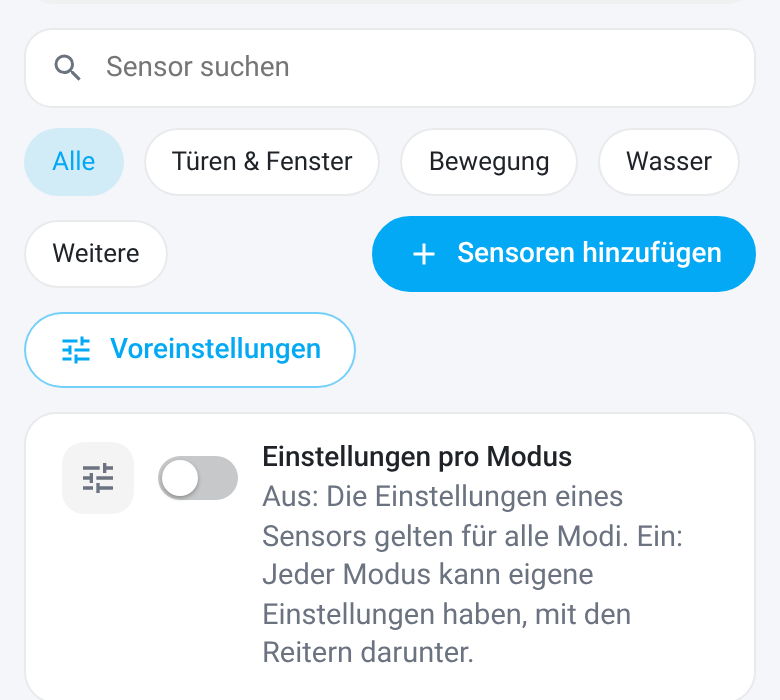 Sensor suchen
Alle
Türen & Fenster
Bewegung
Wasser
Weitere
Sensoren hinzufügen
Voreinstellungen
Einstellungen pro Modus
Aus: Die Einstellungen eines
Sensors gelten für alle Modi. Ein:
Jeder Modus kann eigene
Einstellungen haben, mit den
Reitern darunter.